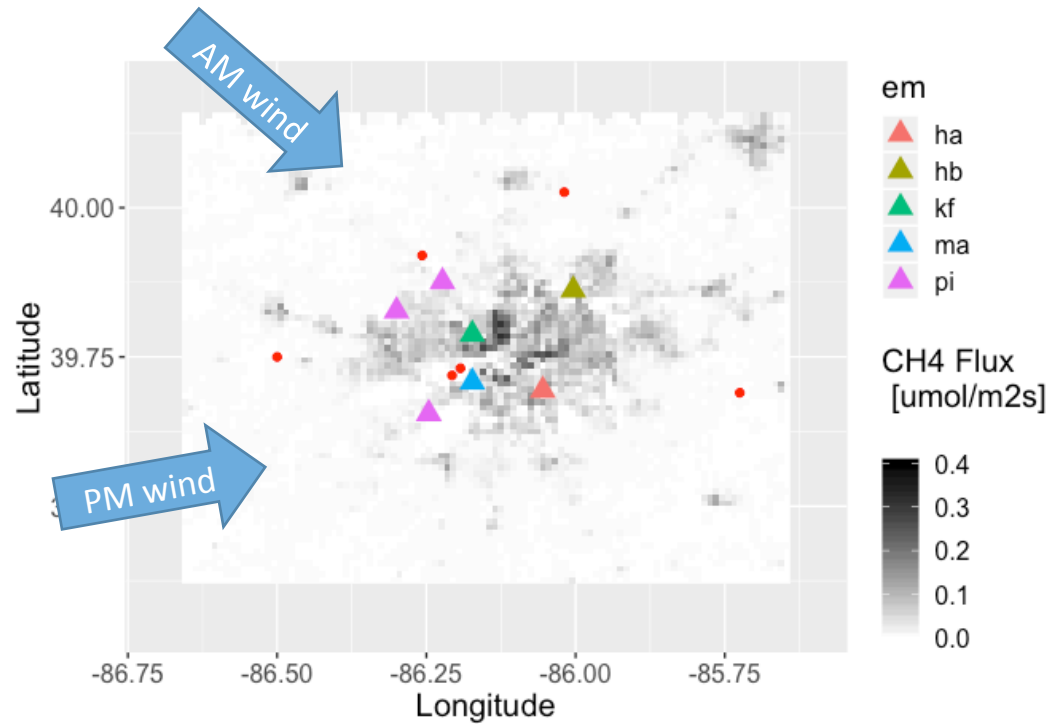 AM wind
40.00
39.75
PM wind
-86.75 -86.50 -86.25 -86.00 -85.75
Longitude
Latitude
em
ha
hb
kf
ma
pi
CH4 Flux
[umol/m2s]
0.4
0.3
0.2
0.1
0.0